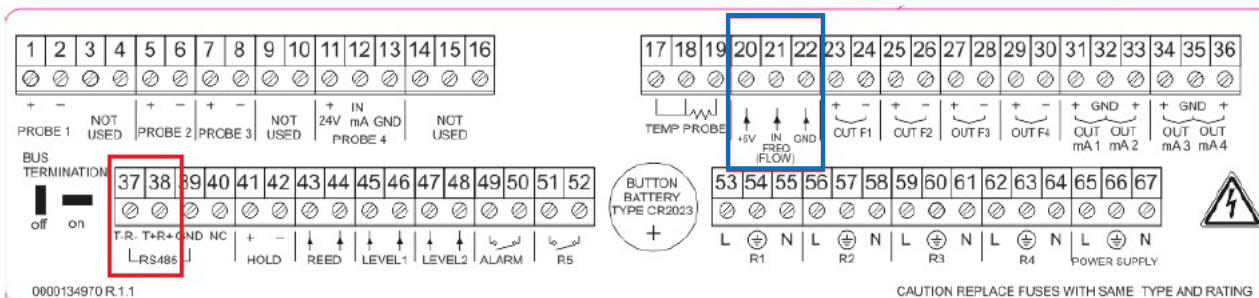 1 2 3 4 5 6 7 8 9 10 11 12 13 14 15 16
+ − + − + − + IN
24V mA GND
PROBE 1 NOT USED PROBE 2 PROBE 3 NOT USED PROBE 4 NOT USED
17 18 19 20 21 22 23 24 25 26 27 28 29 30 31 32 33 34 35 36
+ − + − + − + − + GND + + GND +
TEMP PROBE +5V IN FREQ (FLOW) GND OUT F1 OUT F2 OUT F3 OUT F4 OUT mA 1 OUT mA 2 OUT mA 3 OUT mA 4
BUS
TERMINATION
off on
37 38 39 40 41 42 43 44 45 46 47 48 49 50 51 52
T-R- T+R+ GND NC + −
RS485 HOLD REED LEVEL1 LEVEL2 ALARM R5
BUTTON
BATTERY
TYPE CR2023
+
53 54 55 56 57 58 59 60 61 62 63 64 65 66 67
L N L N L N L N L N
R1 R2 R3 R4 POWER SUPPLY
0000134970 R.1.1
CAUTION REPLACE FUSES WITH SAME TYPE AND RATING